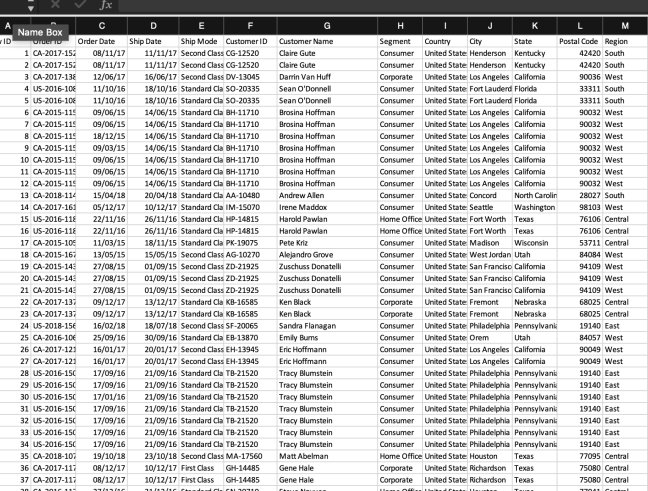 fx
A C D E F G H I J K L M
Name Box
ID Order ID Order Date Ship Date Ship Mode Customer ID Customer Name Segment Country City State Postal Code Region
1 CA-2017-152 08/11/17 11/11/17 Second Class CG-12520 Claire Gute Consumer United State Henderson Kentucky 42420 South
2 CA-2017-152 08/11/17 11/11/17 Second Class CG-12520 Claire Gute Consumer United State Henderson Kentucky 42420 South
3 CA-2017-138 12/06/17 16/06/17 Second Class DV-13045 Darrin Van Huff Corporate United State Los Angeles California 90036 West
4 US-2016-108 11/10/16 18/10/16 Standard Cla SO-20335 Sean O'Donnell Consumer United State Fort Lauderd Florida 33311 South
5 US-2016-108 11/10/16 18/10/16 Standard Cla SO-20335 Sean O'Donnell Consumer United State Fort Lauderd Florida 33311 South
6 CA-2015-115 09/06/15 14/06/15 Standard Cla BH-11710 Brosina Hoffman Consumer United State Los Angeles California 90032 West
7 CA-2015-115 09/06/15 14/06/15 Standard Cla BH-11710 Brosina Hoffman Consumer United State Los Angeles California 90032 West
8 CA-2015-115 18/12/15 14/06/15 Standard Cla BH-11710 Brosina Hoffman Consumer United State Los Angeles California 90032 West
9 CA-2015-115 09/03/15 14/06/15 Standard Cla BH-11710 Brosina Hoffman Consumer United State Los Angeles California 90032 West
10 CA-2015-115 09/06/15 14/06/15 Standard Cla BH-11710 Brosina Hoffman Consumer United State Los Angeles California 90032 West
11 CA-2015-115 09/06/15 14/06/15 Standard Cla BH-11710 Brosina Hoffman Consumer United State Los Angeles California 90032 West
12 CA-2015-115 09/06/15 14/06/15 Standard Cla BH-11710 Brosina Hoffman Consumer United State Los Angeles California 90032 West
13 CA-2018-114 15/04/18 20/04/18 Standard Cla AA-10480 Andrew Allen Consumer United State Concord North Carolin 28027 South
14 CA-2017-161 05/12/17 10/12/17 Standard Cla IM-15070 Irene Maddox Consumer United State Seattle Washington 98103 West
15 US-2016-118 22/11/16 26/11/16 Standard Cla HP-14815 Harold Pawlan Home Office United State Fort Worth Texas 76106 Central
16 US-2016-118 22/11/16 26/11/16 Standard Cla HP-14815 Harold Pawlan Home Office United State Fort Worth Texas 76106 Central
17 CA-2015-105 11/03/15 18/11/15 Standard Cla PK-19075 Pete Kriz Consumer United State Madison Wisconsin 53711 Central
18 CA-2015-167 13/05/15 15/05/15 Second Class AG-10270 Alejandro Grove Consumer United State West Jordan Utah 84084 West
19 CA-2015-143 27/08/15 01/09/15 Second Class ZD-21925 Zuschuss Donatelli Consumer United State San Francisc California 94109 West
20 CA-2015-143 27/08/15 01/09/15 Second Class ZD-21925 Zuschuss Donatelli Consumer United State San Francisc California 94109 West
21 CA-2015-143 27/08/15 01/09/15 Second Class ZD-21925 Zuschuss Donatelli Consumer United State San Francisc California 94109 West
22 CA-2017-137 09/12/17 13/12/17 Standard Cla KB-16585 Ken Black Corporate United State Fremont Nebraska 68025 Central
23 CA-2017-137 09/12/17 13/12/17 Standard Cla KB-16585 Ken Black Corporate United State Fremont Nebraska 68025 Central
24 US-2018-156 16/02/18 18/07/18 Second Class SF-20065 Sandra Flanagan Consumer United State Philadelphia Pennsylvania 19140 East
25 CA-2016-106 25/09/16 30/09/16 Standard Cla EB-13870 Emily Burns Consumer United State Orem Utah 84057 West
26 CA-2017-121 16/01/17 20/01/17 Second Class EH-13945 Eric Hoffmann Consumer United State Los Angeles California 90049 West
27 CA-2017-121 16/01/17 20/01/17 Second Class EH-13945 Eric Hoffmann Consumer United State Los Angeles California 90049 West
28 US-2016-150 17/09/16 21/09/16 Standard Cla TB-21520 Tracy Blumstein Consumer United State Philadelphia Pennsylvania 19140 East
29 US-2016-150 17/09/16 21/09/16 Standard Cla TB-21520 Tracy Blumstein Consumer United State Philadelphia Pennsylvania 19140 East
30 US-2016-150 17/01/16 21/09/16 Standard Cla TB-21520 Tracy Blumstein Consumer United State Philadelphia Pennsylvania 19140 East
31 US-2016-150 17/09/16 21/09/16 Standard Cla TB-21520 Tracy Blumstein Consumer United State Philadelphia Pennsylvania 19140 East
32 US-2016-150 17/09/16 21/09/16 Standard Cla TB-21520 Tracy Blumstein Consumer United State Philadelphia Pennsylvania 19140 East
33 US-2016-150 17/09/16 21/09/16 Standard Cla TB-21520 Tracy Blumstein Consumer United State Philadelphia Pennsylvania 19140 East
34 US-2016-150 17/09/16 21/09/16 Standard Cla TB-21520 Tracy Blumstein Consumer United State Philadelphia Pennsylvania 19140 East
35 CA-2018-107 19/10/18 23/10/18 Second Class MA-17560 Matt Abelman Home Office United State Houston Texas 77095 Central
36 CA-2017-117 08/12/17 10/12/17 First Class GH-14485 Gene Hale Corporate United State Richardson Texas 75080 Central
37 CA-2017-117 08/12/17 10/12/17 First Class GH-14485 Gene Hale Corporate United State Richardson Texas 75080 Central